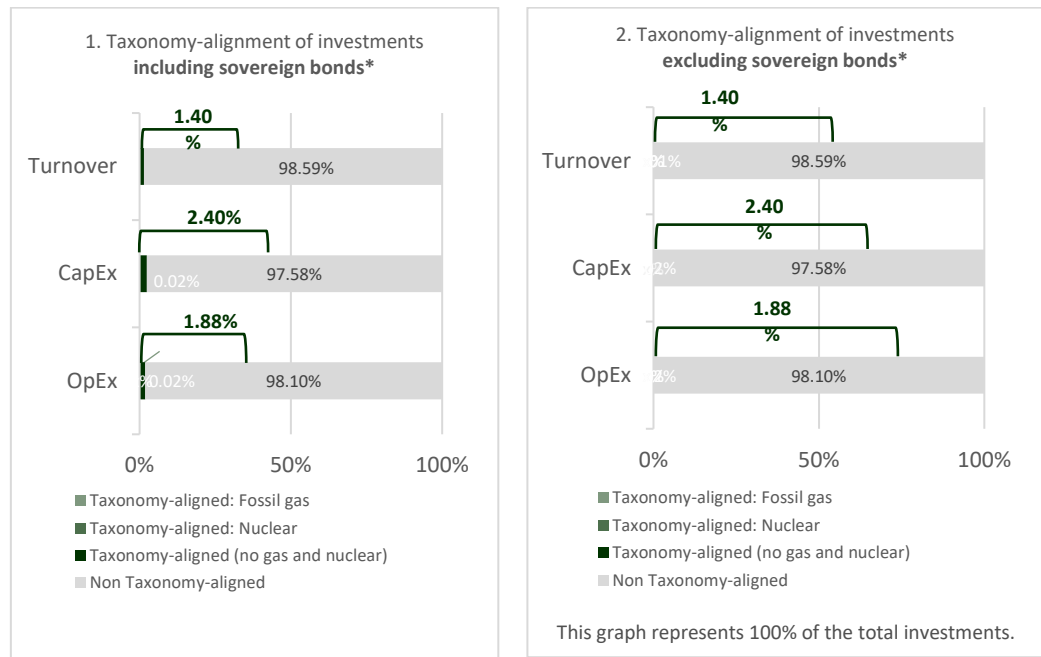 1. Taxonomy-alignment of investments
including sovereign bonds*
1.40
%
Turnover
98.59%
2.40%
CapEx
0.02%
97.58%
1.88%
OpEx
0.02%
98.10%
0%
50%
100%
Taxonomy-aligned: Fossil gas
Taxonomy-aligned: Nuclear
Taxonomy-aligned (no gas and nuclear)
Non Taxonomy-aligned
2. Taxonomy-alignment of investments
excluding sovereign bonds*
1.40
%
Turnover
98.59%
2.40
%
CapEx
97.58%
1.88
%
OpEx
98.10%
0%
50%
100%
Taxonomy-aligned: Fossil gas
Taxonomy-aligned: Nuclear
Taxonomy-aligned (no gas and nuclear)
Non Taxonomy-aligned
This graph represents 100% of the total investments.